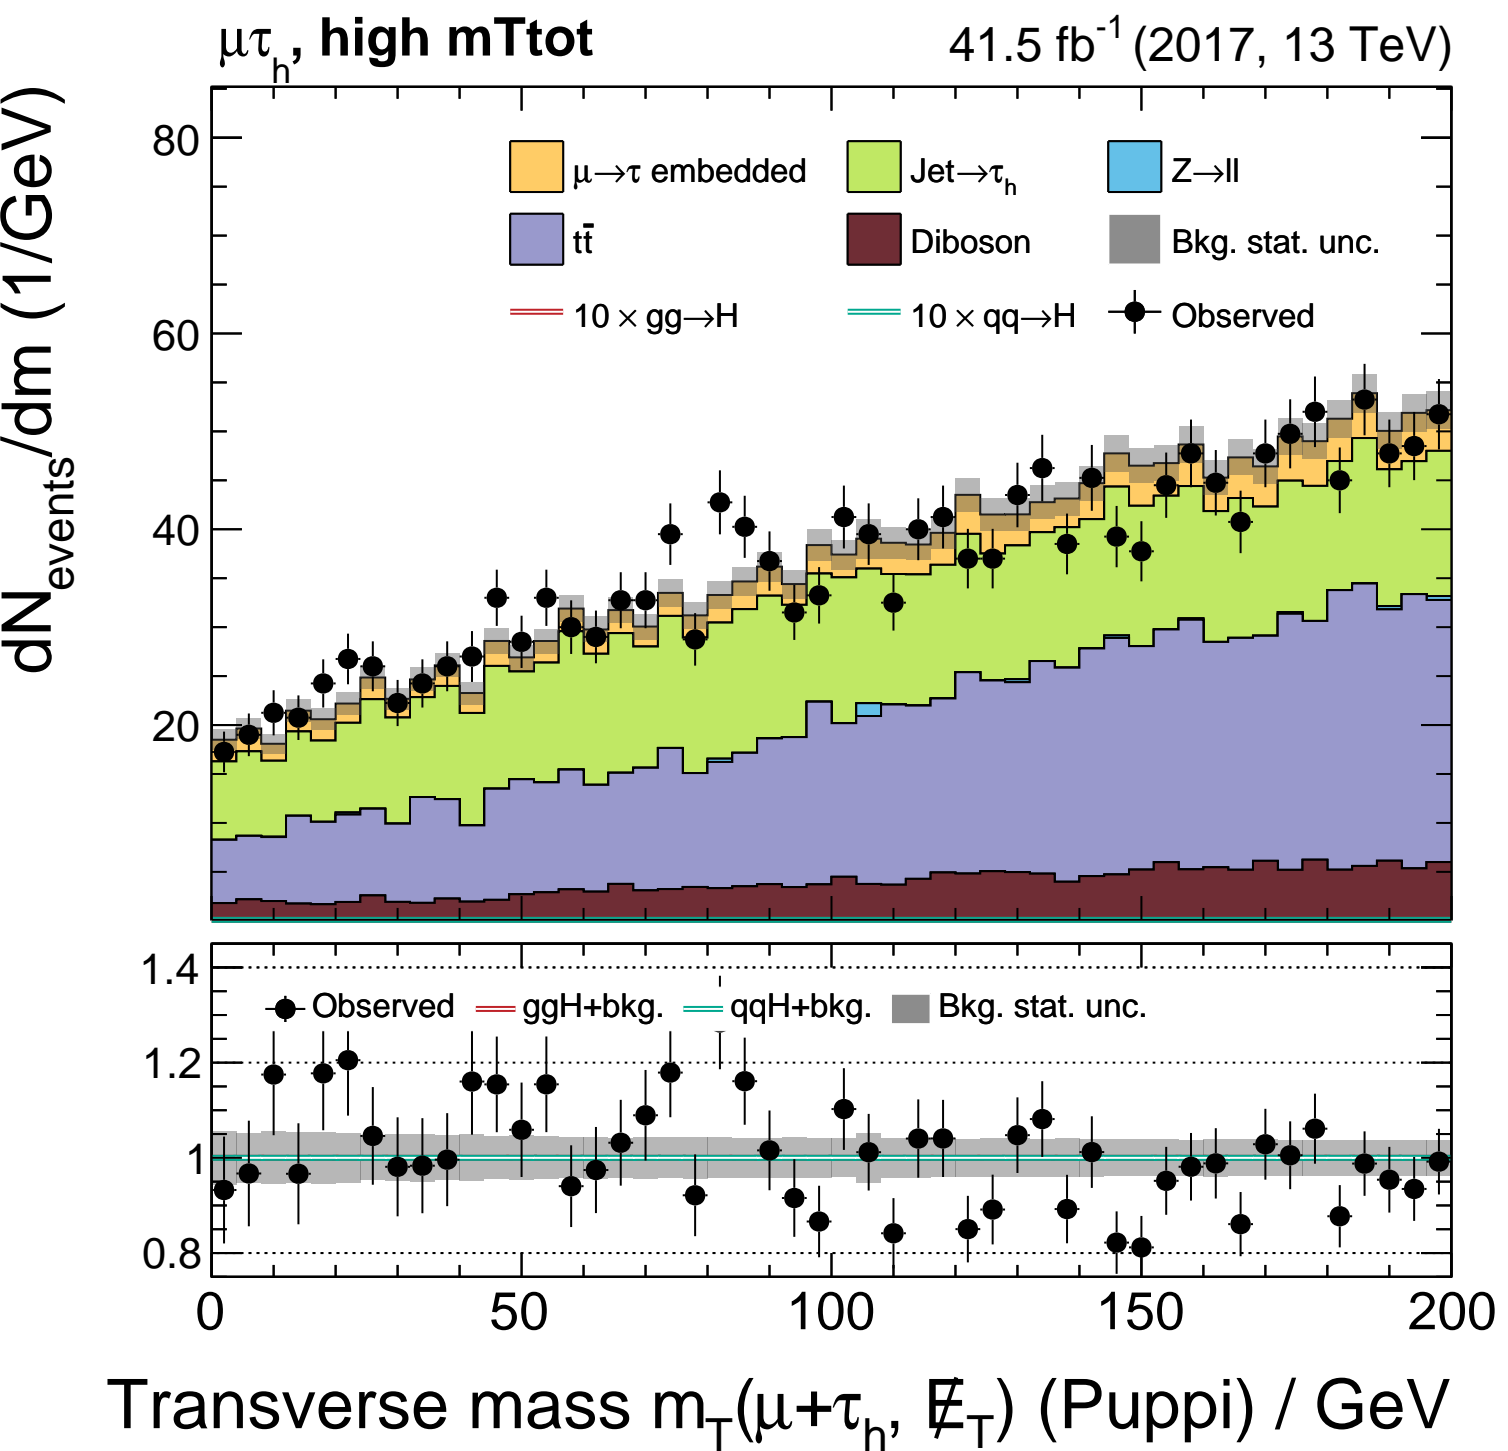 μτh, high mTtot 41.5 fb-1 (2017, 13 TeV)
dNevents/dm (1/GeV)
80
60
40
20
μ→τ embedded Jet→τh Z→ll
tt̄ Diboson Bkg. stat. unc.
10 × gg→H 10 × qq→H Observed
1.4
1.2
1
0.8
Observed ggH+bkg. qqH+bkg. Bkg. stat. unc.
0 50 100 150 200
Transverse mass mT(μ+τh, E̸T) (Puppi) / GeV